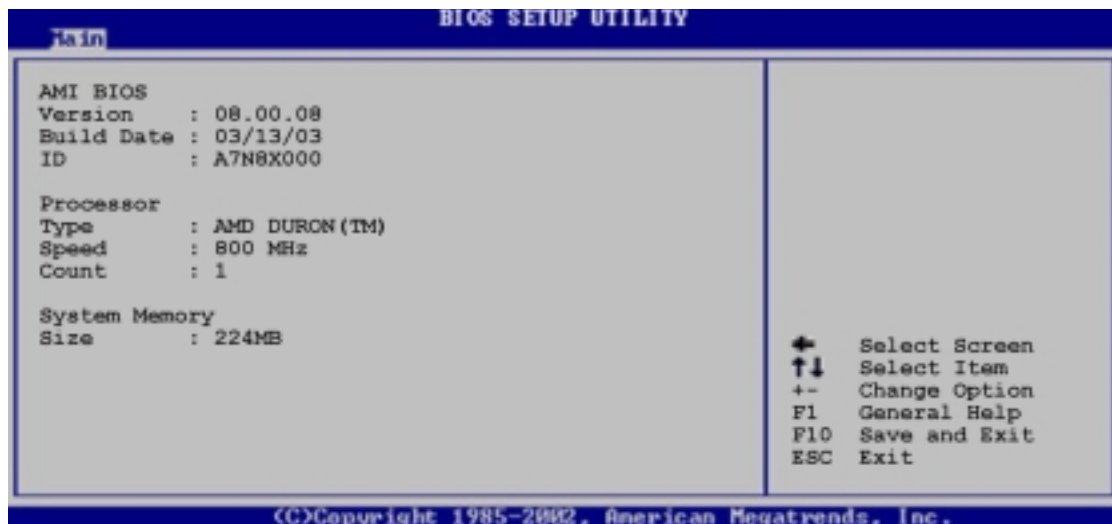 BIOS SETUP UTILITY
Main
AMI BIOS
Version : 08.00.08
Build Date : 03/13/03
ID : A7N8X000
Processor
Type : AMD DURON(TM)
Speed : 800 MHz
Count : 1
System Memory
Size : 224MB
← Select Screen
↑↓ Select Item
+- Change Option
F1 General Help
F10 Save and Exit
ESC Exit
(C)Copyright 1985-2002, American Megatrends, Inc.